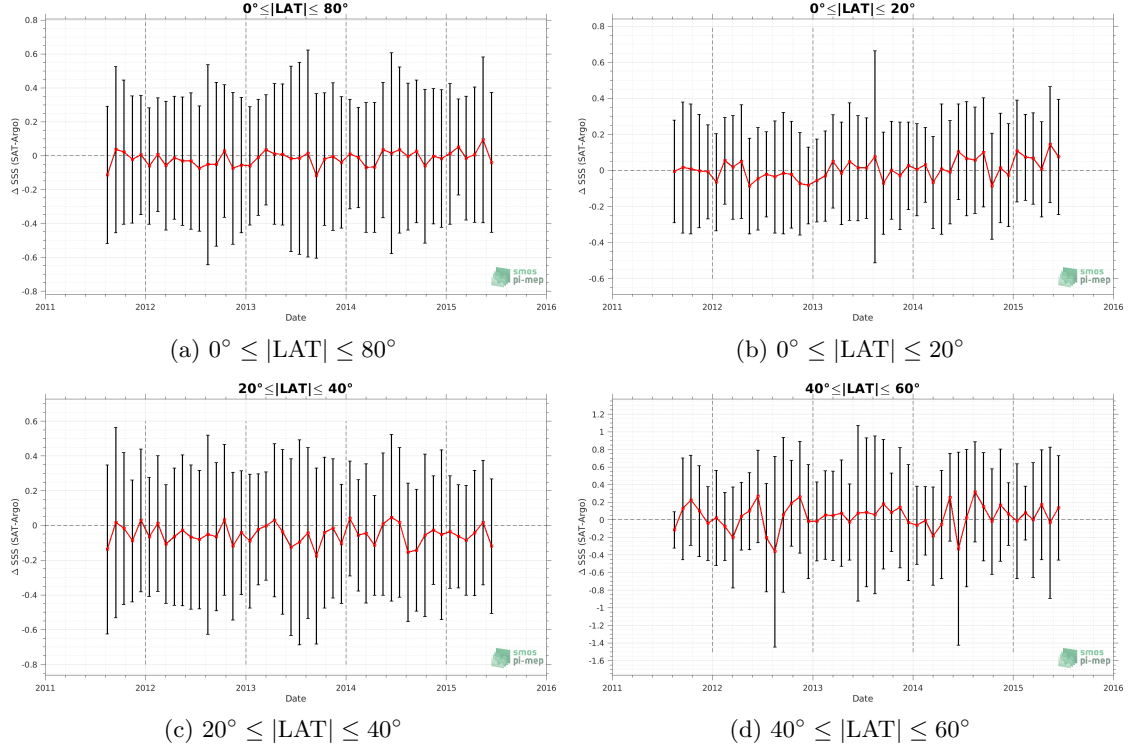 0°≤|LAT|≤ 80°
0.8
0.6
0.4
0.2
0
-0.2
-0.4
-0.6
-0.8
Δ SSS (SAT-Argo)
2011
2012
2013
2014
2015
2016
Date
smos
pi-mep
(a) 0° ≤ |LAT| ≤ 80°
0°≤|LAT|≤ 20°
0.8
0.6
0.4
0.2
0
-0.2
-0.4
-0.6
Δ SSS (SAT-Argo)
2011
2012
2013
2014
2015
2016
Date
smos
pi-mep
(b) 0° ≤ |LAT| ≤ 20°
20°≤|LAT|≤ 40°
0.6
0.4
0.2
0
-0.2
-0.4
-0.6
-0.8
Δ SSS (SAT-Argo)
2011
2012
2013
2014
2015
2016
Date
smos
pi-mep
(c) 20° ≤ |LAT| ≤ 40°
40°≤|LAT|≤ 60°
1.2
1
0.8
0.6
0.4
0.2
0
-0.2
-0.4
-0.6
-0.8
-1
-1.2
-1.4
-1.6
Δ SSS (SAT-Argo)
2011
2012
2013
2014
2015
2016
Date
smos
pi-mep
(d) 40° ≤ |LAT| ≤ 60°